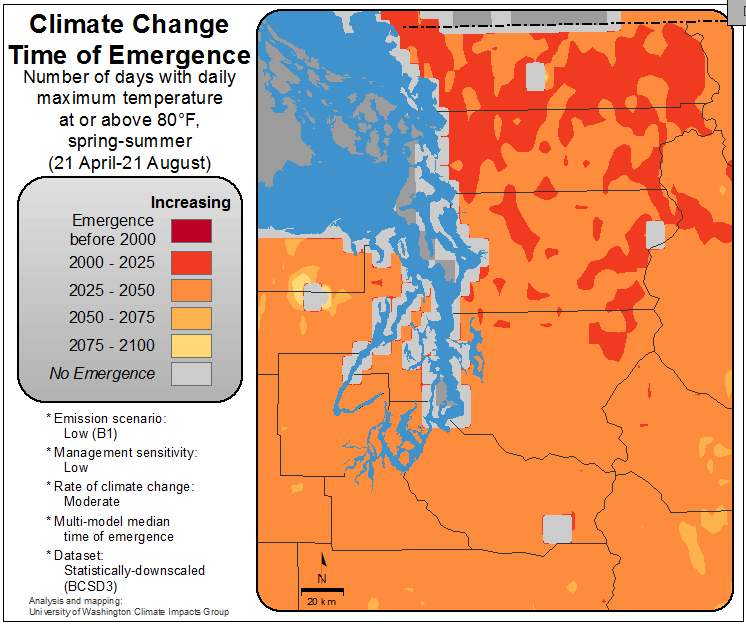 Climate Change
Time of Emergence
Number of days with daily
maximum temperature
at or above 80°F,
spring-summer
(21 April-21 August)
Increasing
Emergence
before 2000
2000 - 2025
2025 - 2050
2050 - 2075
2075 - 2100
No Emergence
* Emission scenario:
Low (B1)
* Management sensitivity:
Low
* Rate of climate change:
Moderate
* Multi-model median
time of emergence
* Dataset:
Statistically-downscaled
(BCSD3)
Analysis and mapping:
University of Washington Climate Impacts Group
N
20 km